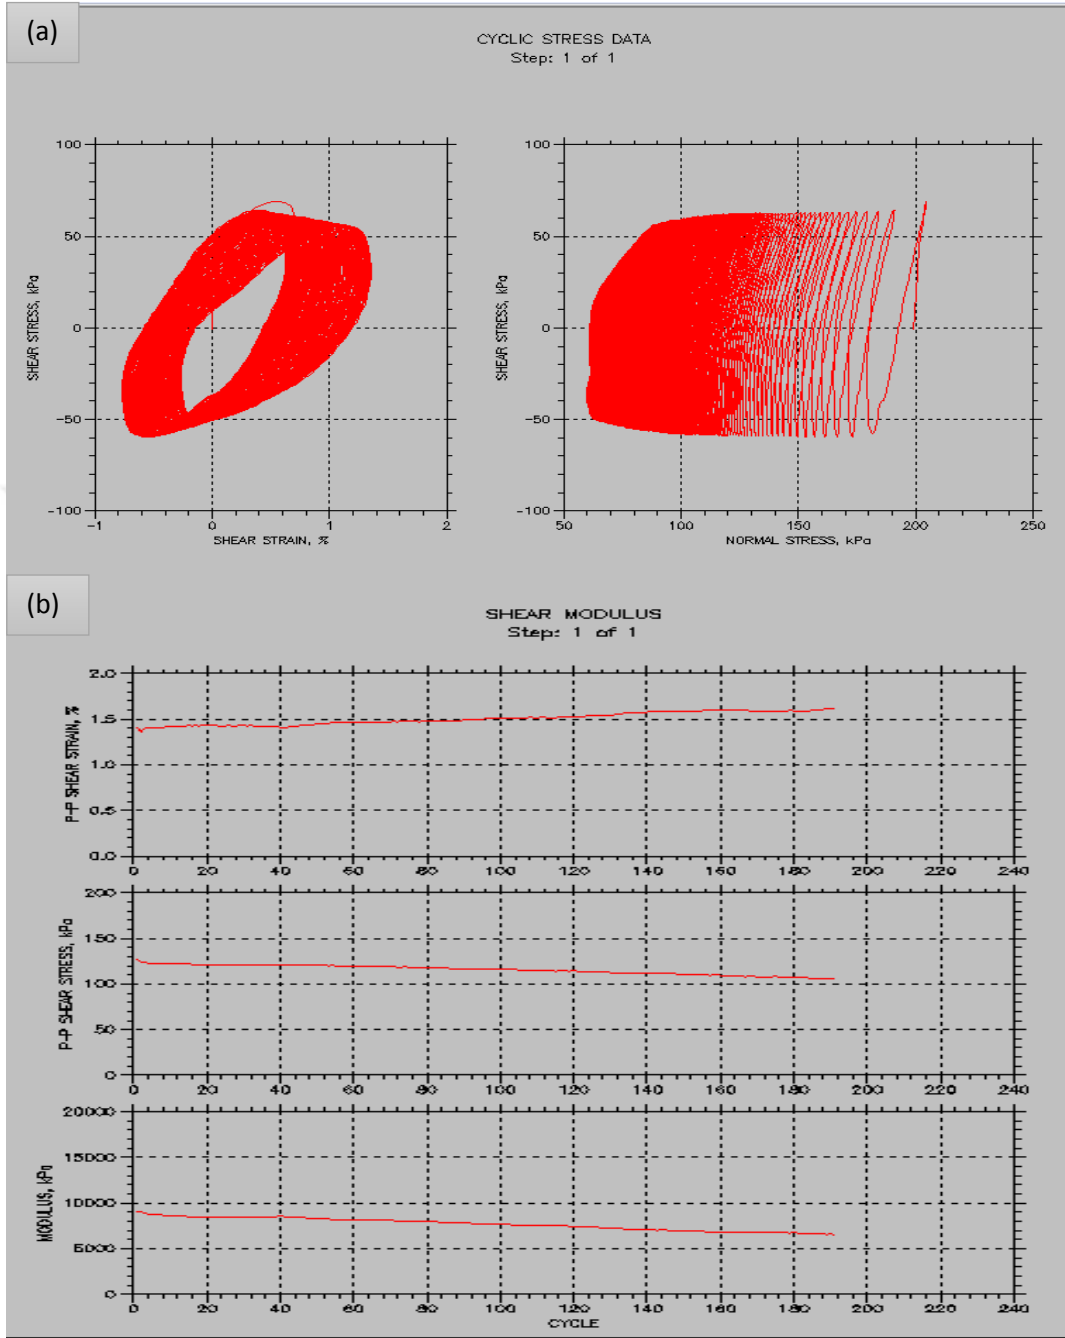 (a)
CYCLIC STRESS DATA
Step: 1 of 1
SHEAR STRESS, kPa
100
50
0
-50
-100
-1 0 1 2
SHEAR STRAIN, %
SHEAR STRESS, kPa
100
50
0
-50
-100
50 100 150 200 250
NORMAL STRESS, kPa
(b)
SHEAR MODULUS
Step: 1 of 1
P-P SHEAR STRAIN, %
2.0
1.5
1.0
0.5
0.0
0 20 40 60 80 100 120 140 160 180 200 220 240
P-P SHEAR STRESS, kPa
200
150
100
50
0
0 20 40 60 80 100 120 140 160 180 200 220 240
MODULUS, kPa
20000
15000
10000
5000
0
0 20 40 60 80 100 120 140 160 180 200 220 240
CYCLE